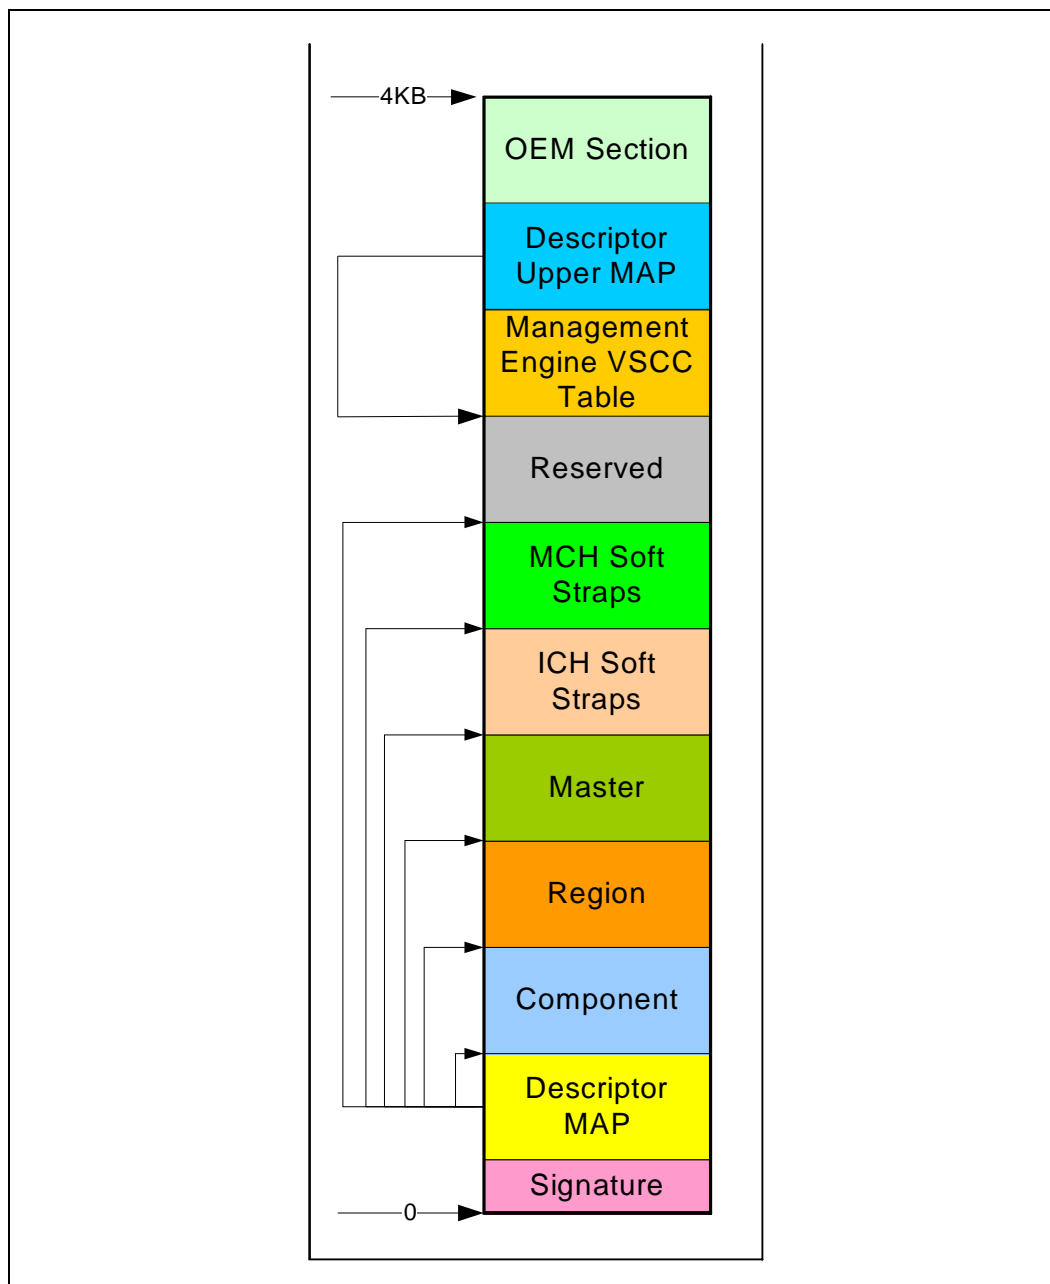 4KB
OEM Section
Descriptor
Upper MAP
Management
Engine VSCC
Table
Reserved
MCH Soft
Straps
ICH Soft
Straps
Master
Region
Component
Descriptor
MAP
Signature
0